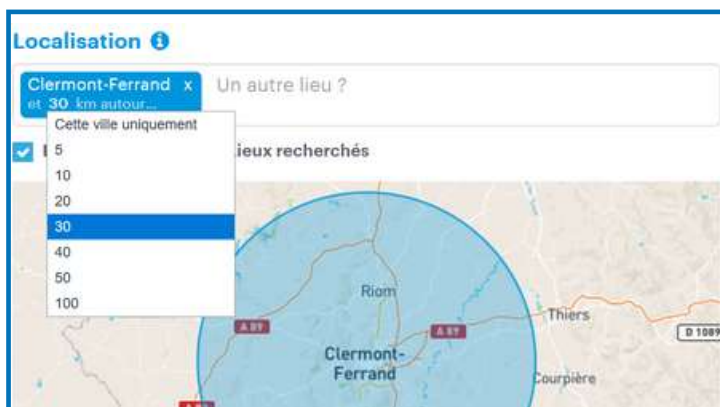 Localisation
Clermont-Ferrand x
et 30 km autour...
Un autre lieu ?
Cette ville uniquement
lieux recherchés
5
10
20
30
40
50
100
Riom
A 89
A 89
Thiers
D 1089
Clermont-
Ferrand
Courpière